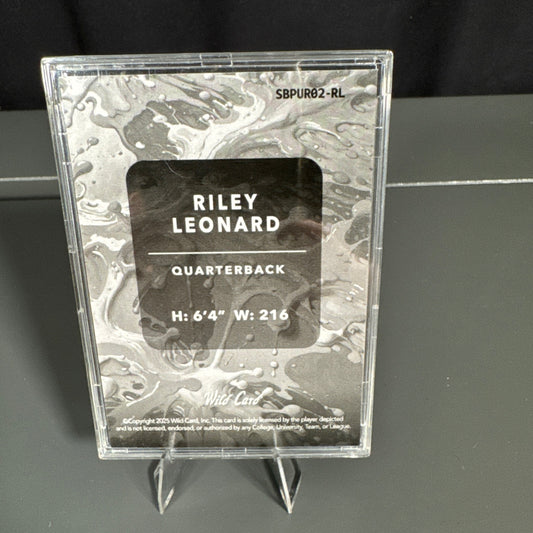 SBPUR02-RL
RILEY
LEONARD
QUARTERBACK
H: 6'4" W: 216
Wild Card
©Copyright 2025 Wild Card, Inc. This card is solely licensed by the player depicted
and is not licensed, endorsed, or authorized by any College, University, Team, or League.